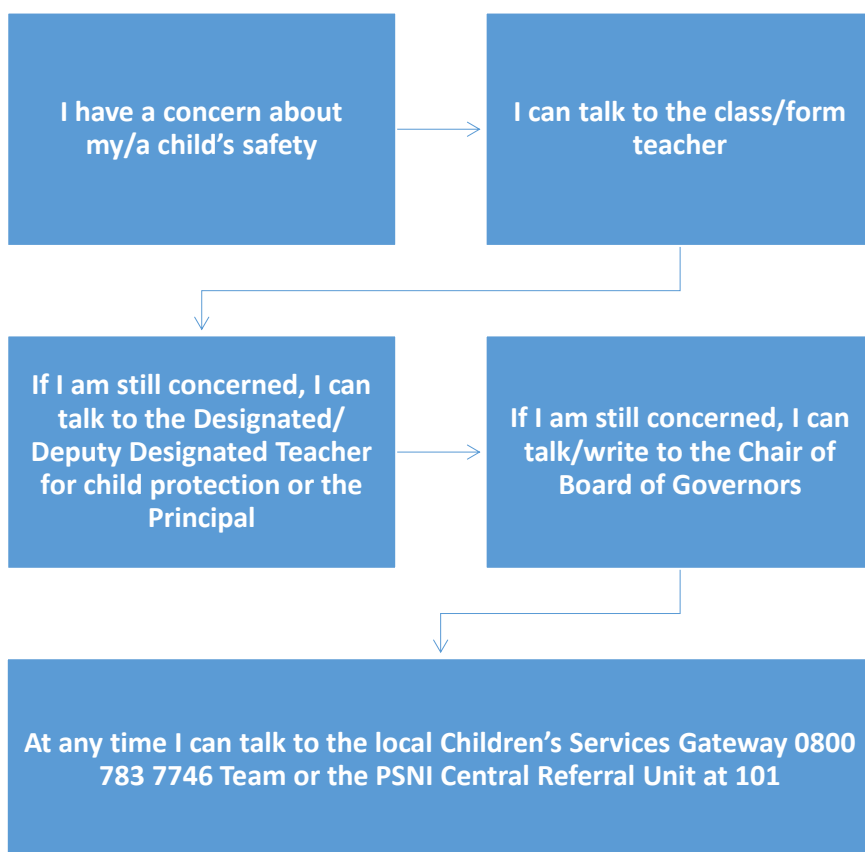 I have a concern about
my/a child’s safety
I can talk to the class/form
teacher
If I am still concerned, I can
talk to the Designated/
Deputy Designated Teacher
for child protection or the
Principal
If I am still concerned, I can
talk/write to the Chair of
Board of Governors
At any time I can talk to the local Children’s Services Gateway 0800
783 7746 Team or the PSNI Central Referral Unit at 101